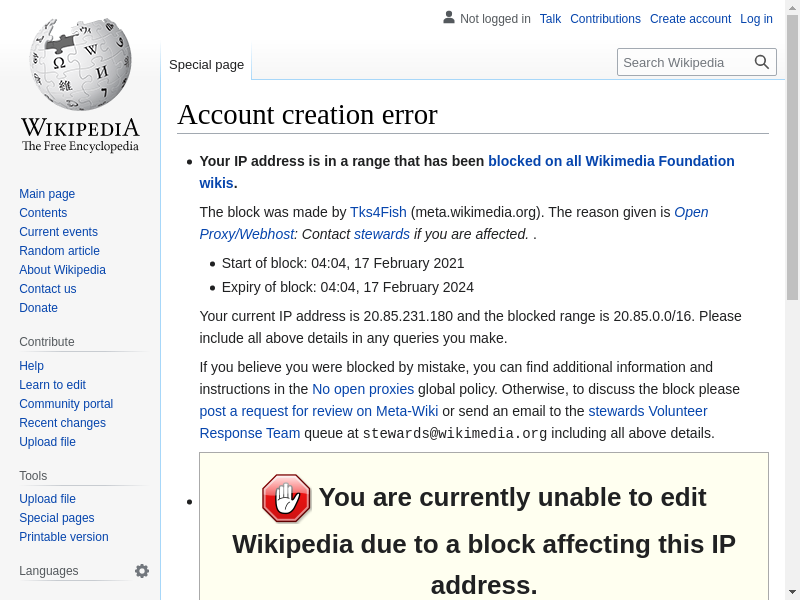 Not logged in Talk Contributions Create account Log in
Special page
Search Wikipedia
WIKIPEDIA
The Free Encyclopedia
Main page
Contents
Current events
Random article
About Wikipedia
Contact us
Donate
Contribute
Help
Learn to edit
Community portal
Recent changes
Upload file
Tools
Upload file
Special pages
Printable version
Languages
Account creation error
Your IP address is in a range that has been blocked on all Wikimedia Foundation
wikis.
The block was made by Tks4Fish (meta.wikimedia.org). The reason given is Open
Proxy/Webhost: Contact stewards if you are affected. .
Start of block: 04:04, 17 February 2021
Expiry of block: 04:04, 17 February 2024
Your current IP address is 20.85.231.180 and the blocked range is 20.85.0.0/16. Please
include all above details in any queries you make.
If you believe you were blocked by mistake, you can find additional information and
instructions in the No open proxies global policy. Otherwise, to discuss the block please
post a request for review on Meta-Wiki or send an email to the stewards Volunteer
Response Team queue at stewards@wikimedia.org including all above details.
You are currently unable to edit
Wikipedia due to a block affecting this IP
address.